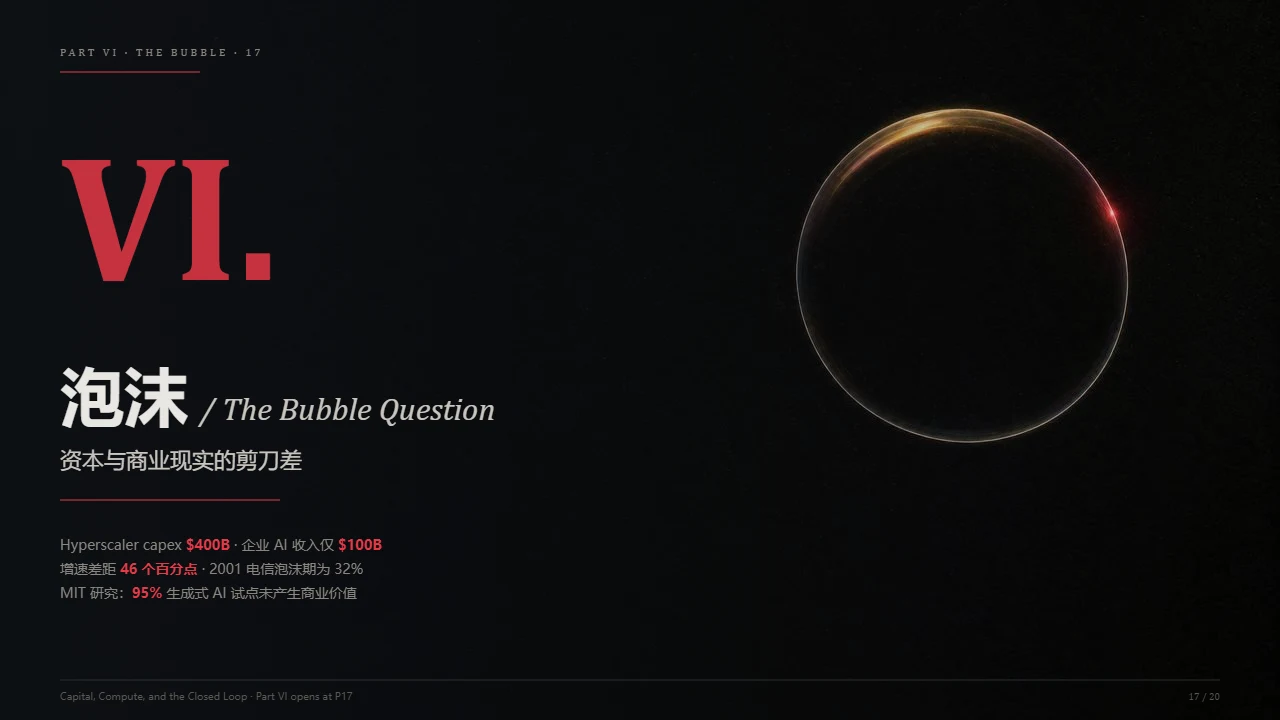 PART VI · THE BUBBLE · 17
VI.
泡沫 / The Bubble Question
资本与商业现实的剪刀差
Hyperscaler capex $400B · 企业 AI 收入仅 $100B
增速差距 46 个百分点 · 2001 电信泡沫期为 32%
MIT 研究：95% 生成式 AI 试点未产生商业价值
Capital, Compute, and the Closed Loop · Part VI opens at P17
17 / 20